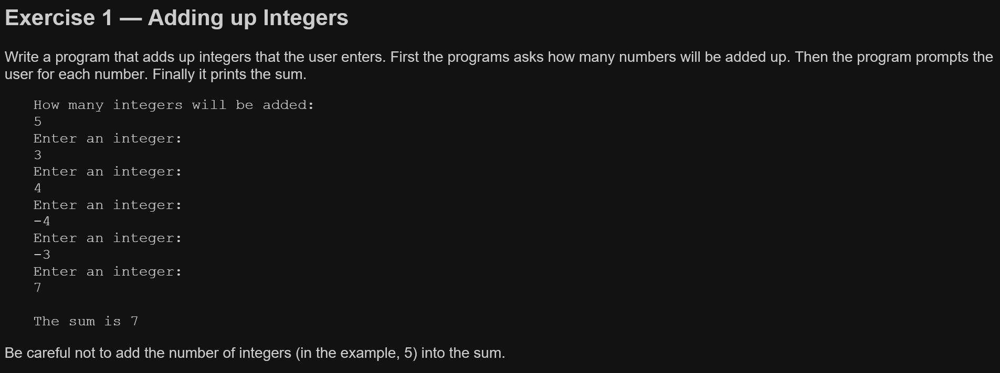 Exercise 1 — Adding up Integers
Write a program that adds up integers that the user enters. First the programs asks how many numbers will be added up. Then the program prompts the
user for each number. Finally it prints the sum.
How many integers will be added:
5
Enter an integer:
3
Enter an integer:
4
Enter an integer:
-4
Enter an integer:
-3
Enter an integer:
7
The sum is 7
Be careful not to add the number of integers (in the example, 5) into the sum.